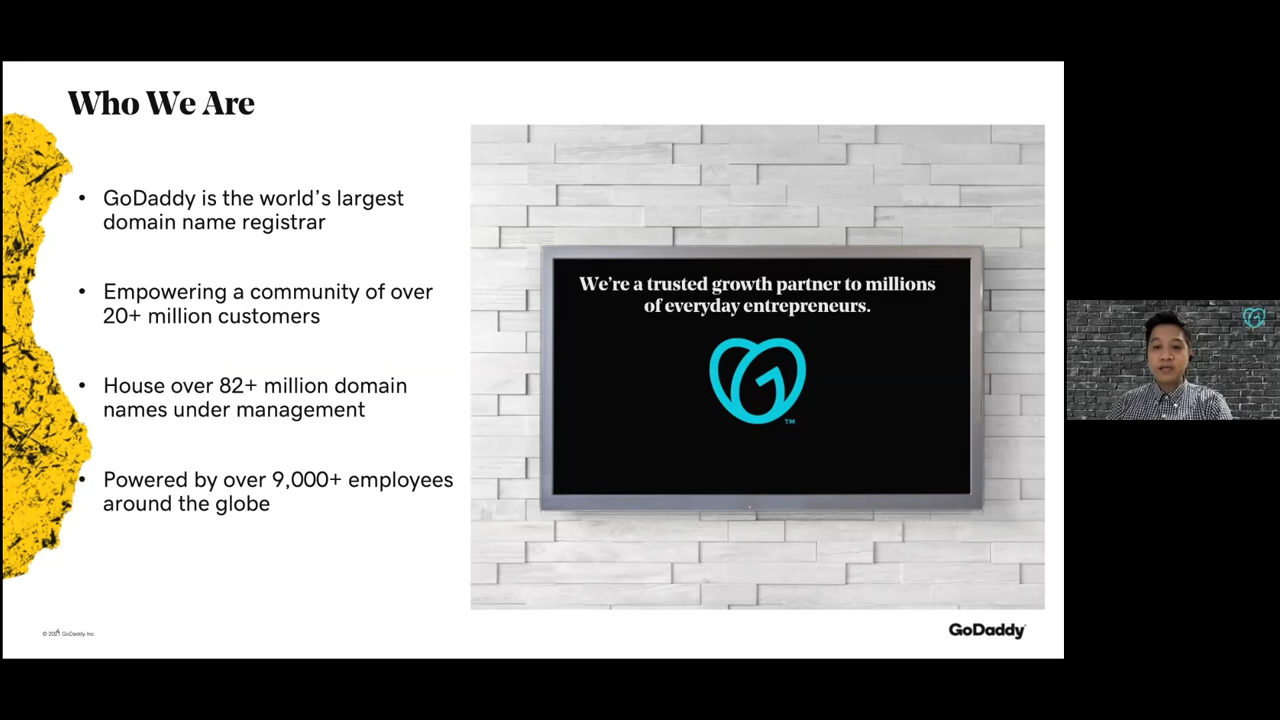 Who We Are
• GoDaddy is the world’s largest
domain name registrar
• Empowering a community of over
20+ million customers
• House over 82+ million domain
names under management
• Powered by over 9,000+ employees
around the globe
We’re a trusted growth partner to millions
of everyday entrepreneurs.
TM
© 2021 GoDaddy Inc.
GoDaddy